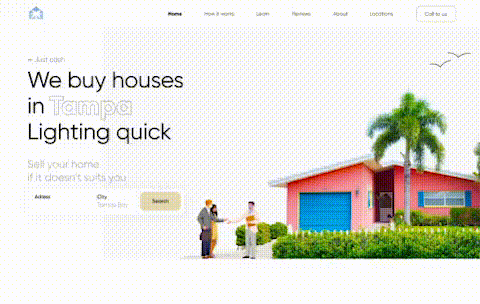 Home
How it works
Learn
Reviews
About
Locations
Call to us
Just cash
We buy houses
in Tampa
Lighting quick
Sell your home
if it doesn't suits you
Adress
City
Tampa Bay
Search